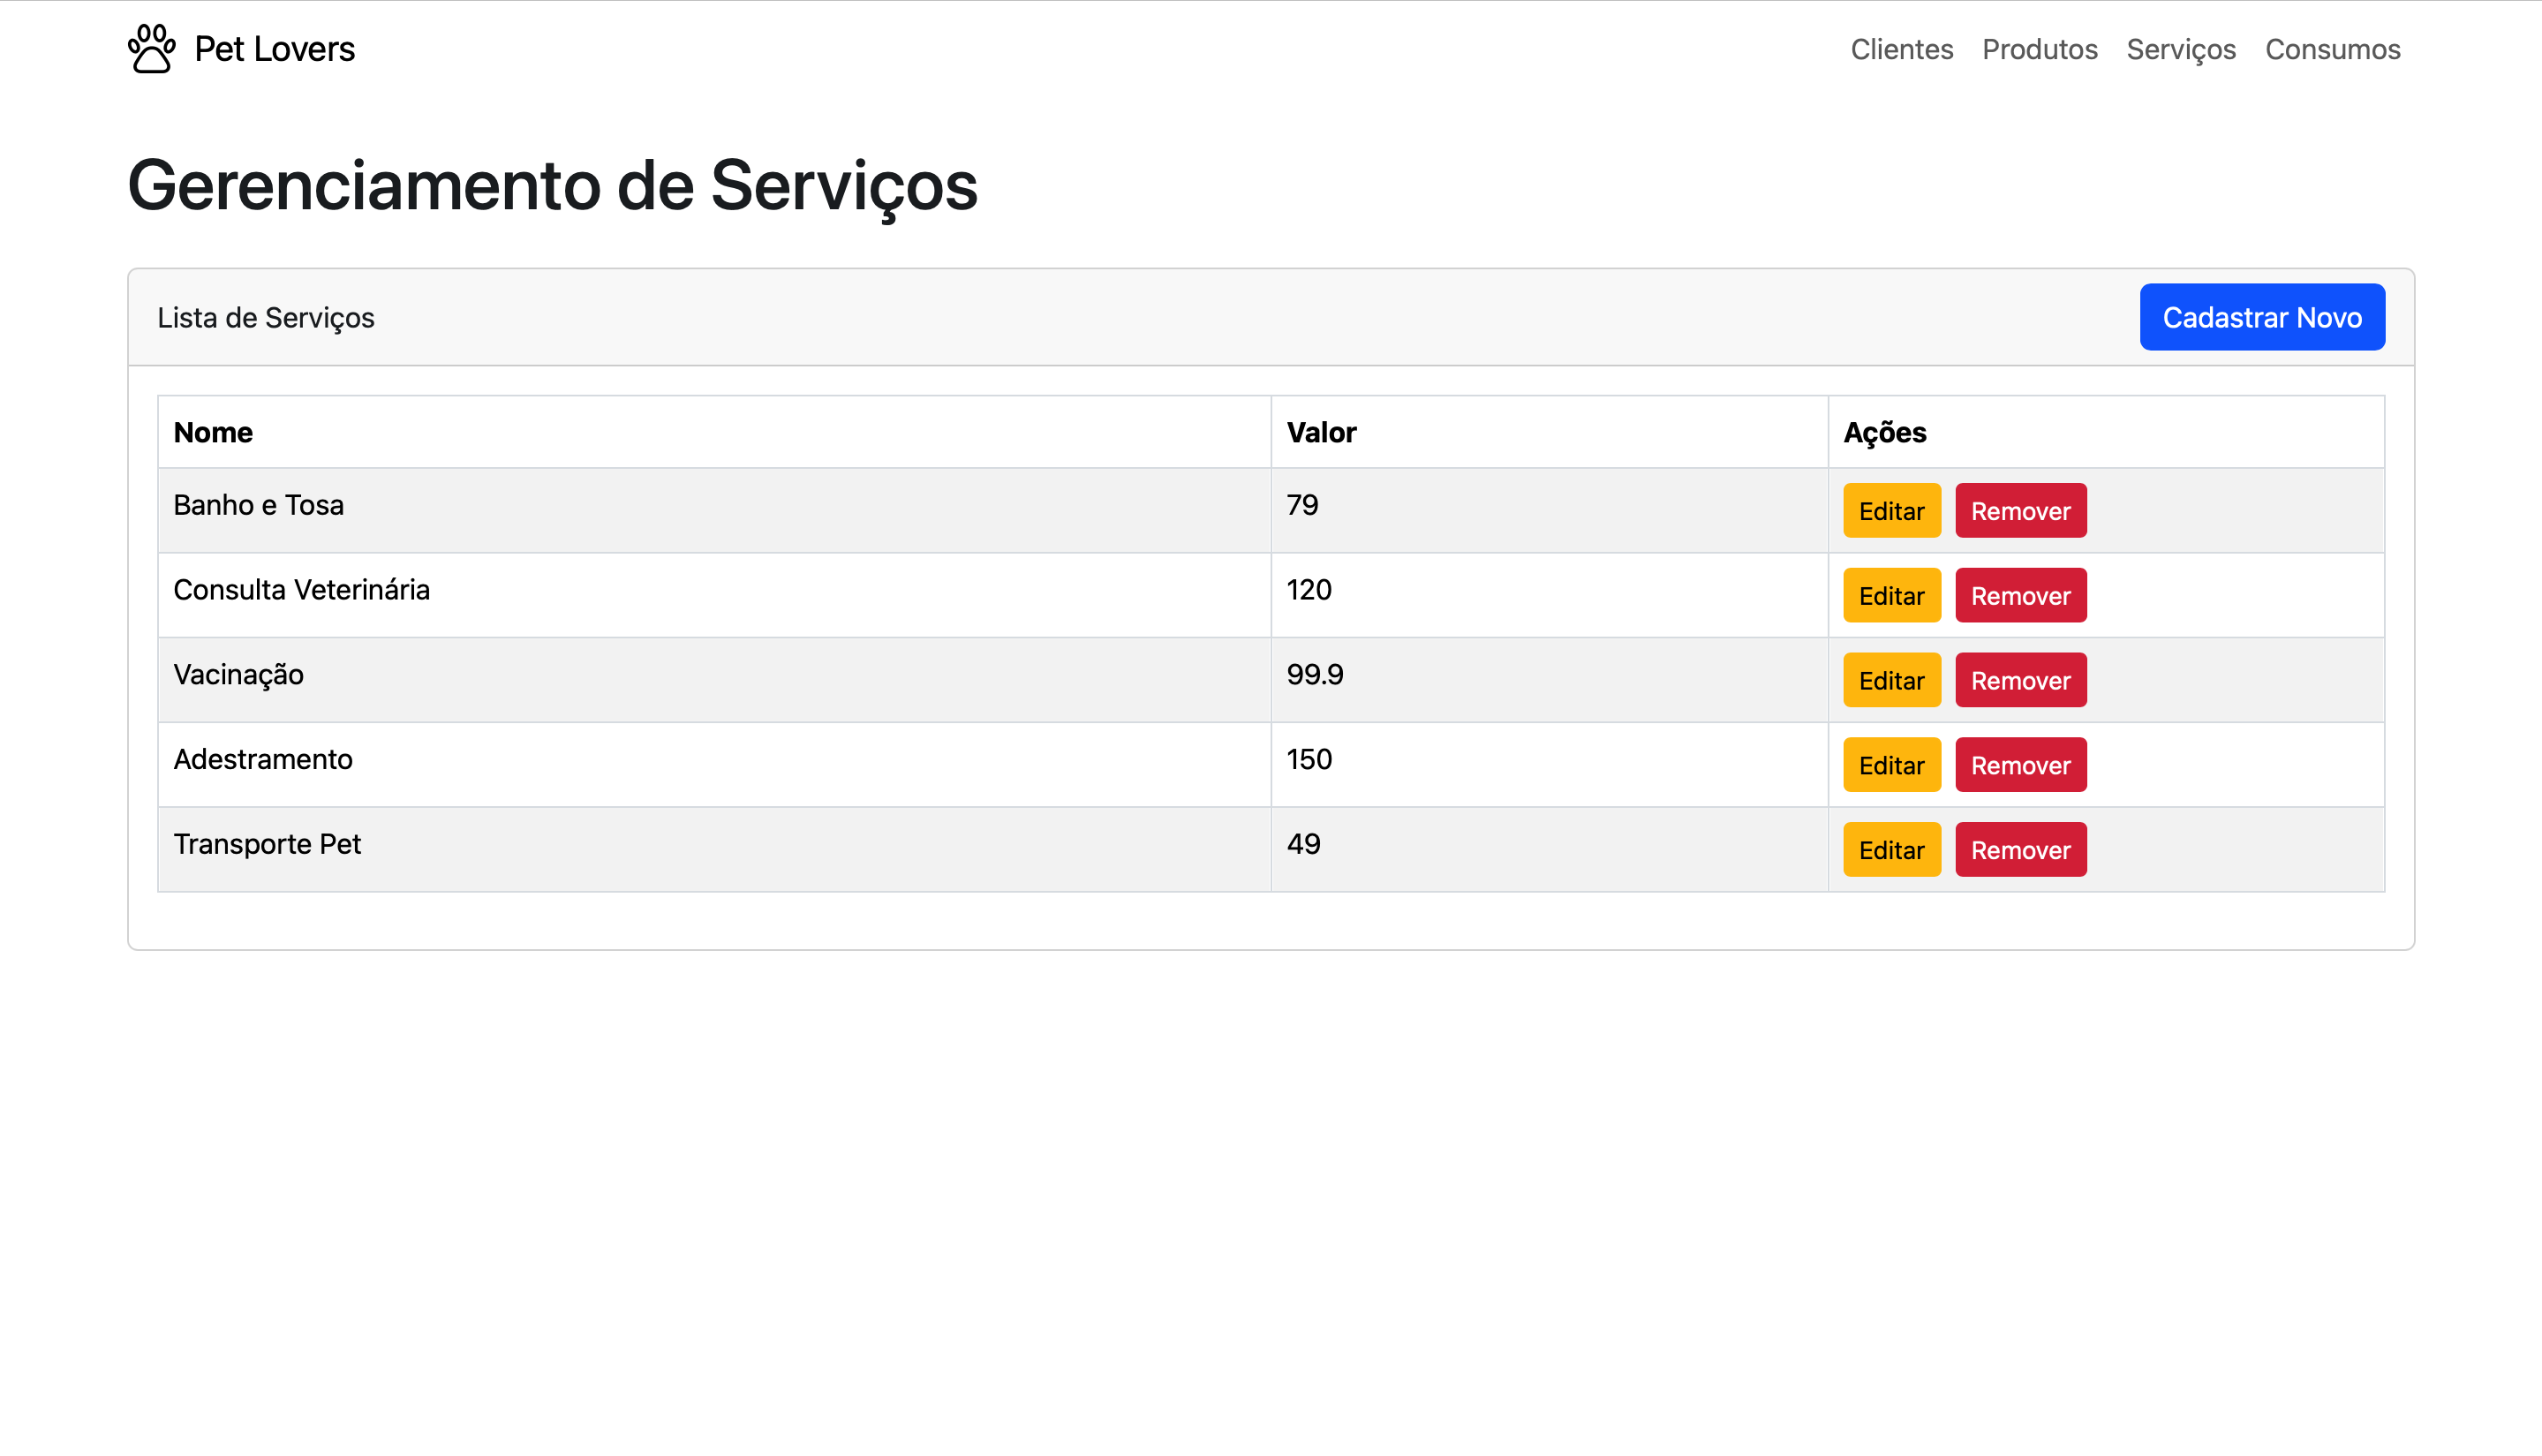 Pet Lovers Clientes Produtos Serviços Consumos
Gerenciamento de Serviços
Lista de Serviços Cadastrar Novo
Nome Valor Ações
Banho e Tosa 79 Editar Remover
Consulta Veterinária 120 Editar Remover
Vacinação 99.9 Editar Remover
Adestramento 150 Editar Remover
Transporte Pet 49 Editar Remover